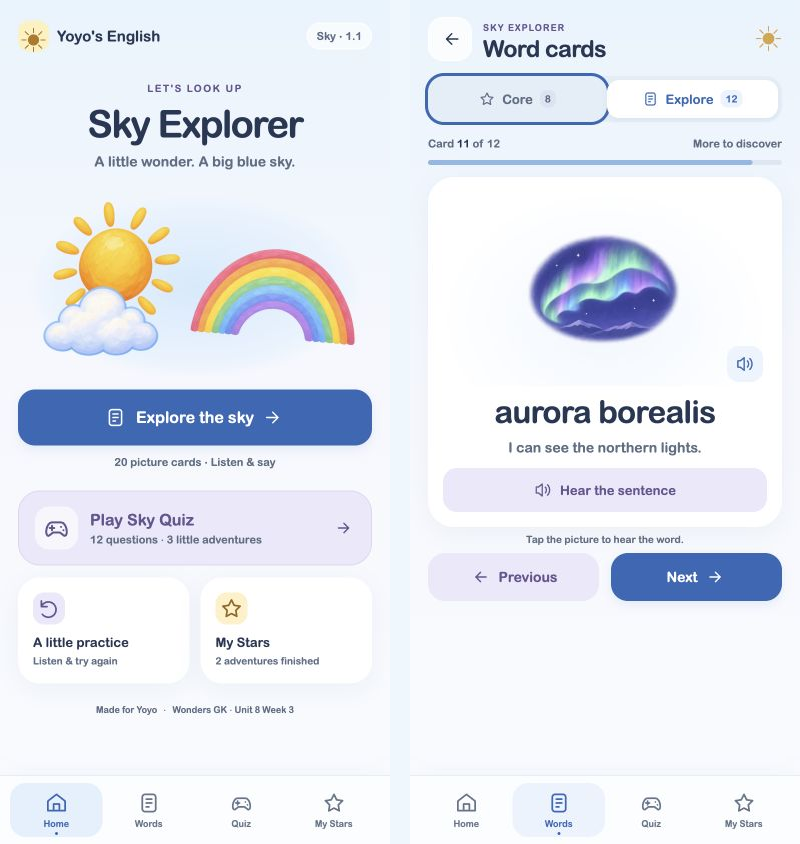 Yoyo's English
Sky · 1.1
LET'S LOOK UP
Sky Explorer
A little wonder. A big blue sky.
Explore the sky
20 picture cards · Listen & say
Play Sky Quiz
12 questions · 3 little adventures
A little practice
Listen & try again
My Stars
2 adventures finished
Made for Yoyo · Wonders GK · Unit 8 Week 3
Home
Words
Quiz
My Stars
SKY EXPLORER
Word cards
Core 8
Explore 12
Card 11 of 12
More to discover
aurora borealis
I can see the northern lights.
Hear the sentence
Tap the picture to hear the word.
Previous
Next
Home
Words
Quiz
My Stars